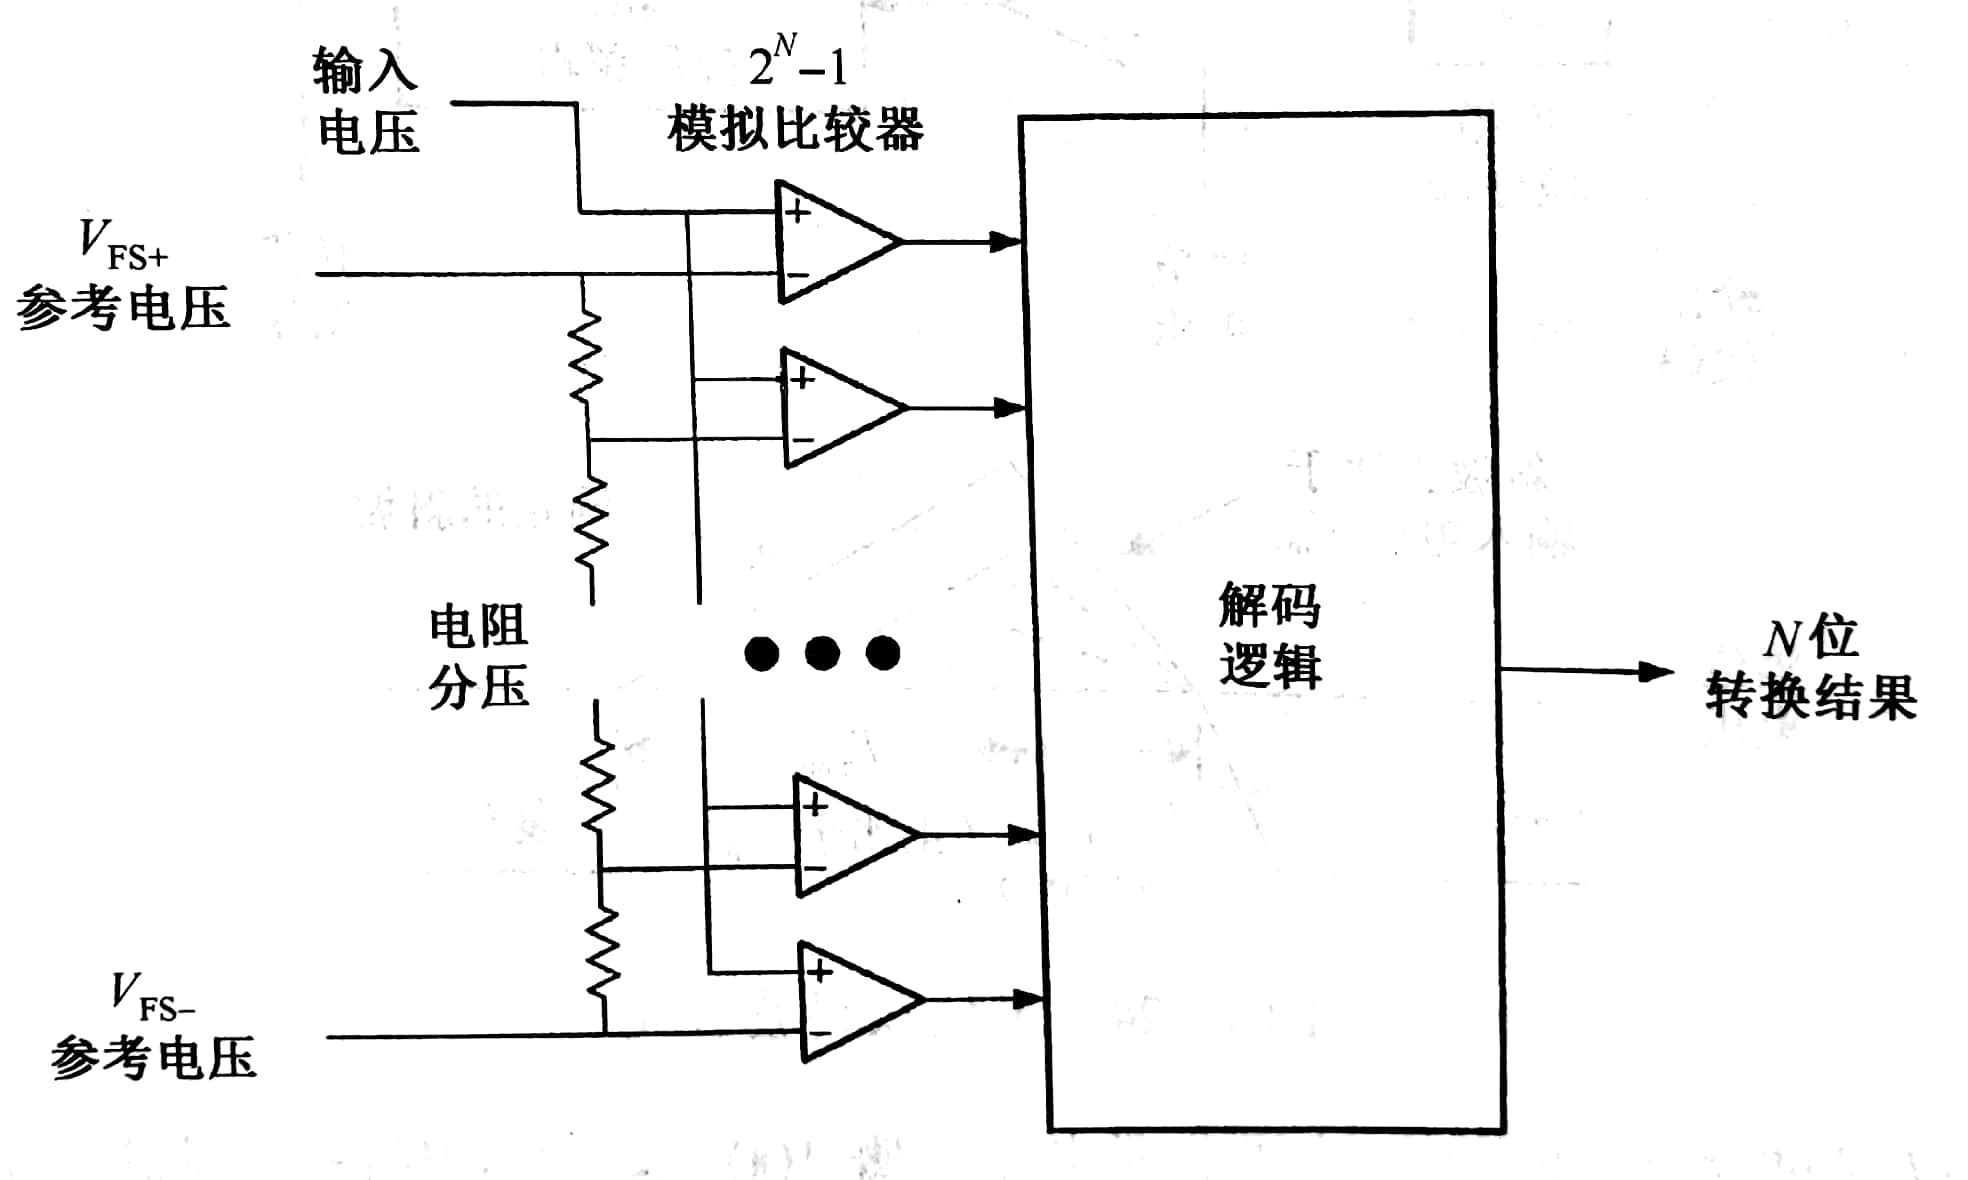 输入
电压
2^N−1
模拟比较器
V_FS+
参考电压
+
−
+
−
电阻
分压
解码
逻辑
N位
转换结果
+
−
+
−
V_FS−
参考电压